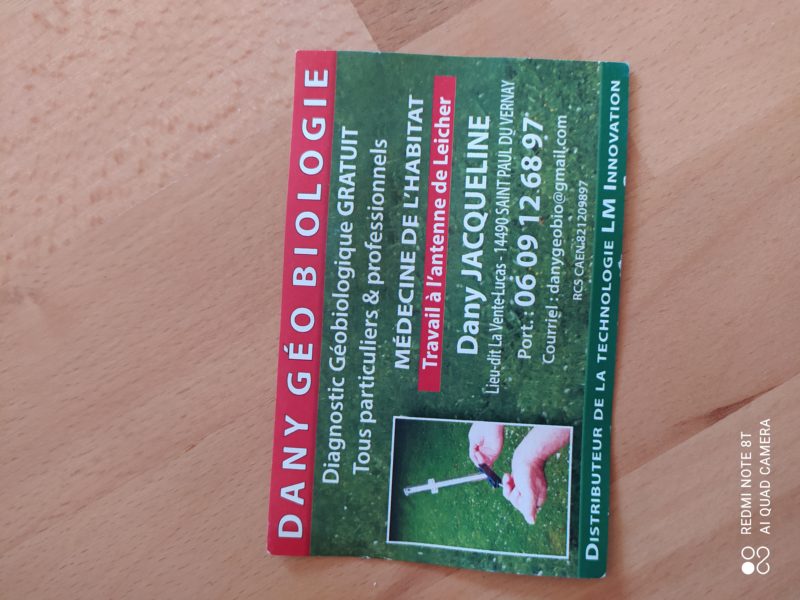 DANY GÉO BIOLOGIE
Diagnostic Géobiologique GRATUIT
Tous particuliers & professionnels
MÉDECINE DE L'HABITAT
Travail à l'antenne de Leicher
Dany JACQUELINE
Lieu-dit La Vente-Lucas - 14490 SAINT PAUL DU VERNAY
Port. : 06 09 12 68 97
Courriel : danygeobio@gmail.com
RCS CAEN 821209897
DISTRIBUTEUR DE LA TECHNOLOGIE LM INNOVATION
REDMI NOTE 8T
AI QUAD CAMERA